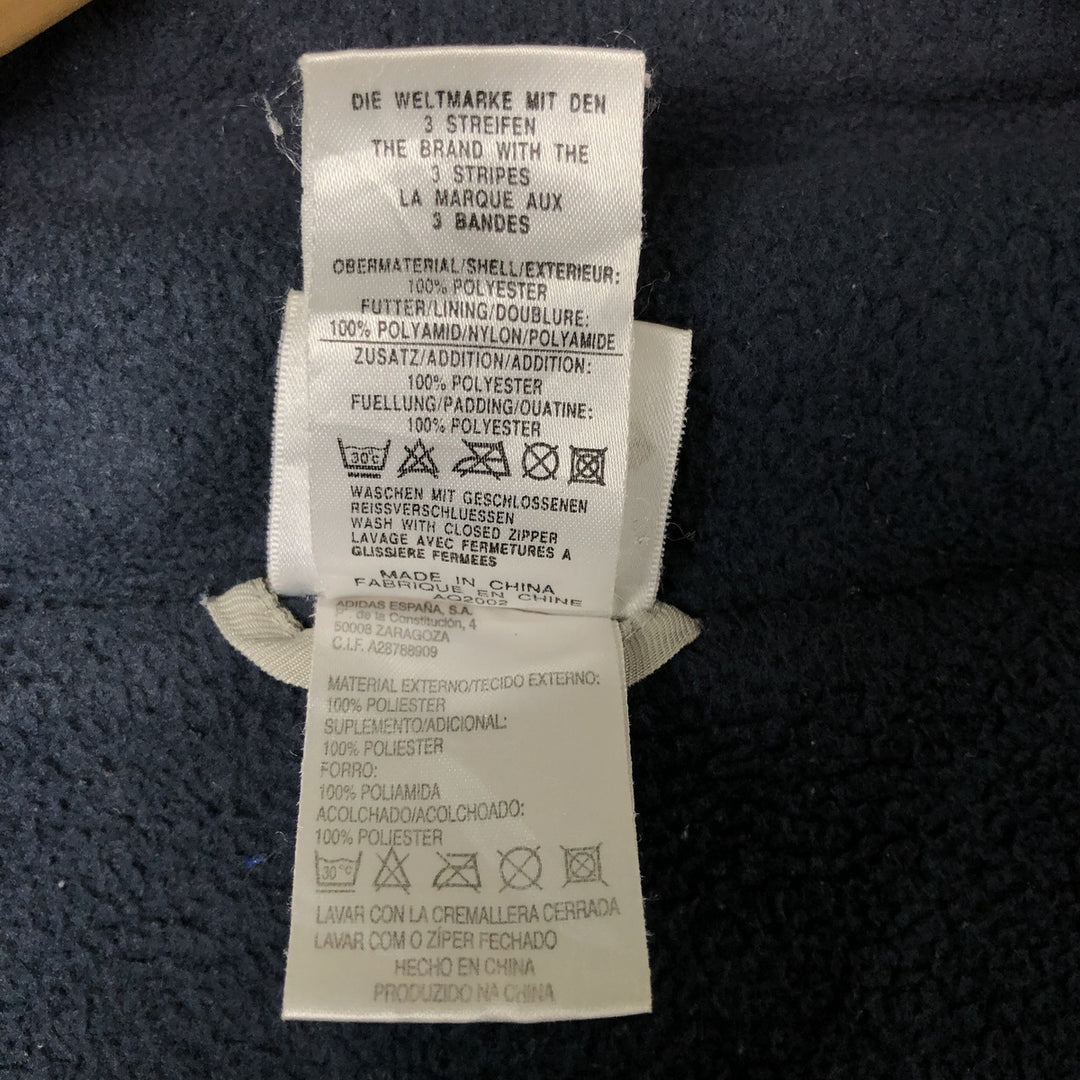 DIE WELTMARKE MIT DEN
3 STREIFEN
THE BRAND WITH THE
3 STRIPES
LA MARQUE AUX
3 BANDES
OBERMATERIAL/SHELL/EXTERIEUR:
100% POLYESTER
FUTTER/LINING/DOUBLURE:
100% POLYAMID/NYLON/POLYAMIDE
ZUSATZ/ADDITION/ADDITION:
100% POLYESTER
FUELLUNG/PADDING/OUATINE:
100% POLYESTER
30°c
WASCHEN MIT GESCHLOSSENEN
REISSVERSCHLUESSEN
WASH WITH CLOSED ZIPPER
LAVAGE AVEC FERMETURES A
GLISSIERE FERMEES
MADE IN CHINA
FABRIQUE EN CHINE
AQ2002
ADIDAS ESPAÑA, S.A.
de la Constitución, 4
50008 ZARAGOZA
C.I.F. A28788909
MATERIAL EXTERNO/TECIDO EXTERNO:
100% POLIESTER
SUPLEMENTO/ADICIONAL:
100% POLIESTER
FORRO:
100% POLIAMIDA
ACOLCHADO/ACOLCHOADO:
100% POLIESTER
30°C
LAVAR CON LA CREMALLERA CERRADA
LAVAR COM O ZÍPER FECHADO
HECHO EN CHINA
PRODUZIDO NA CHINA